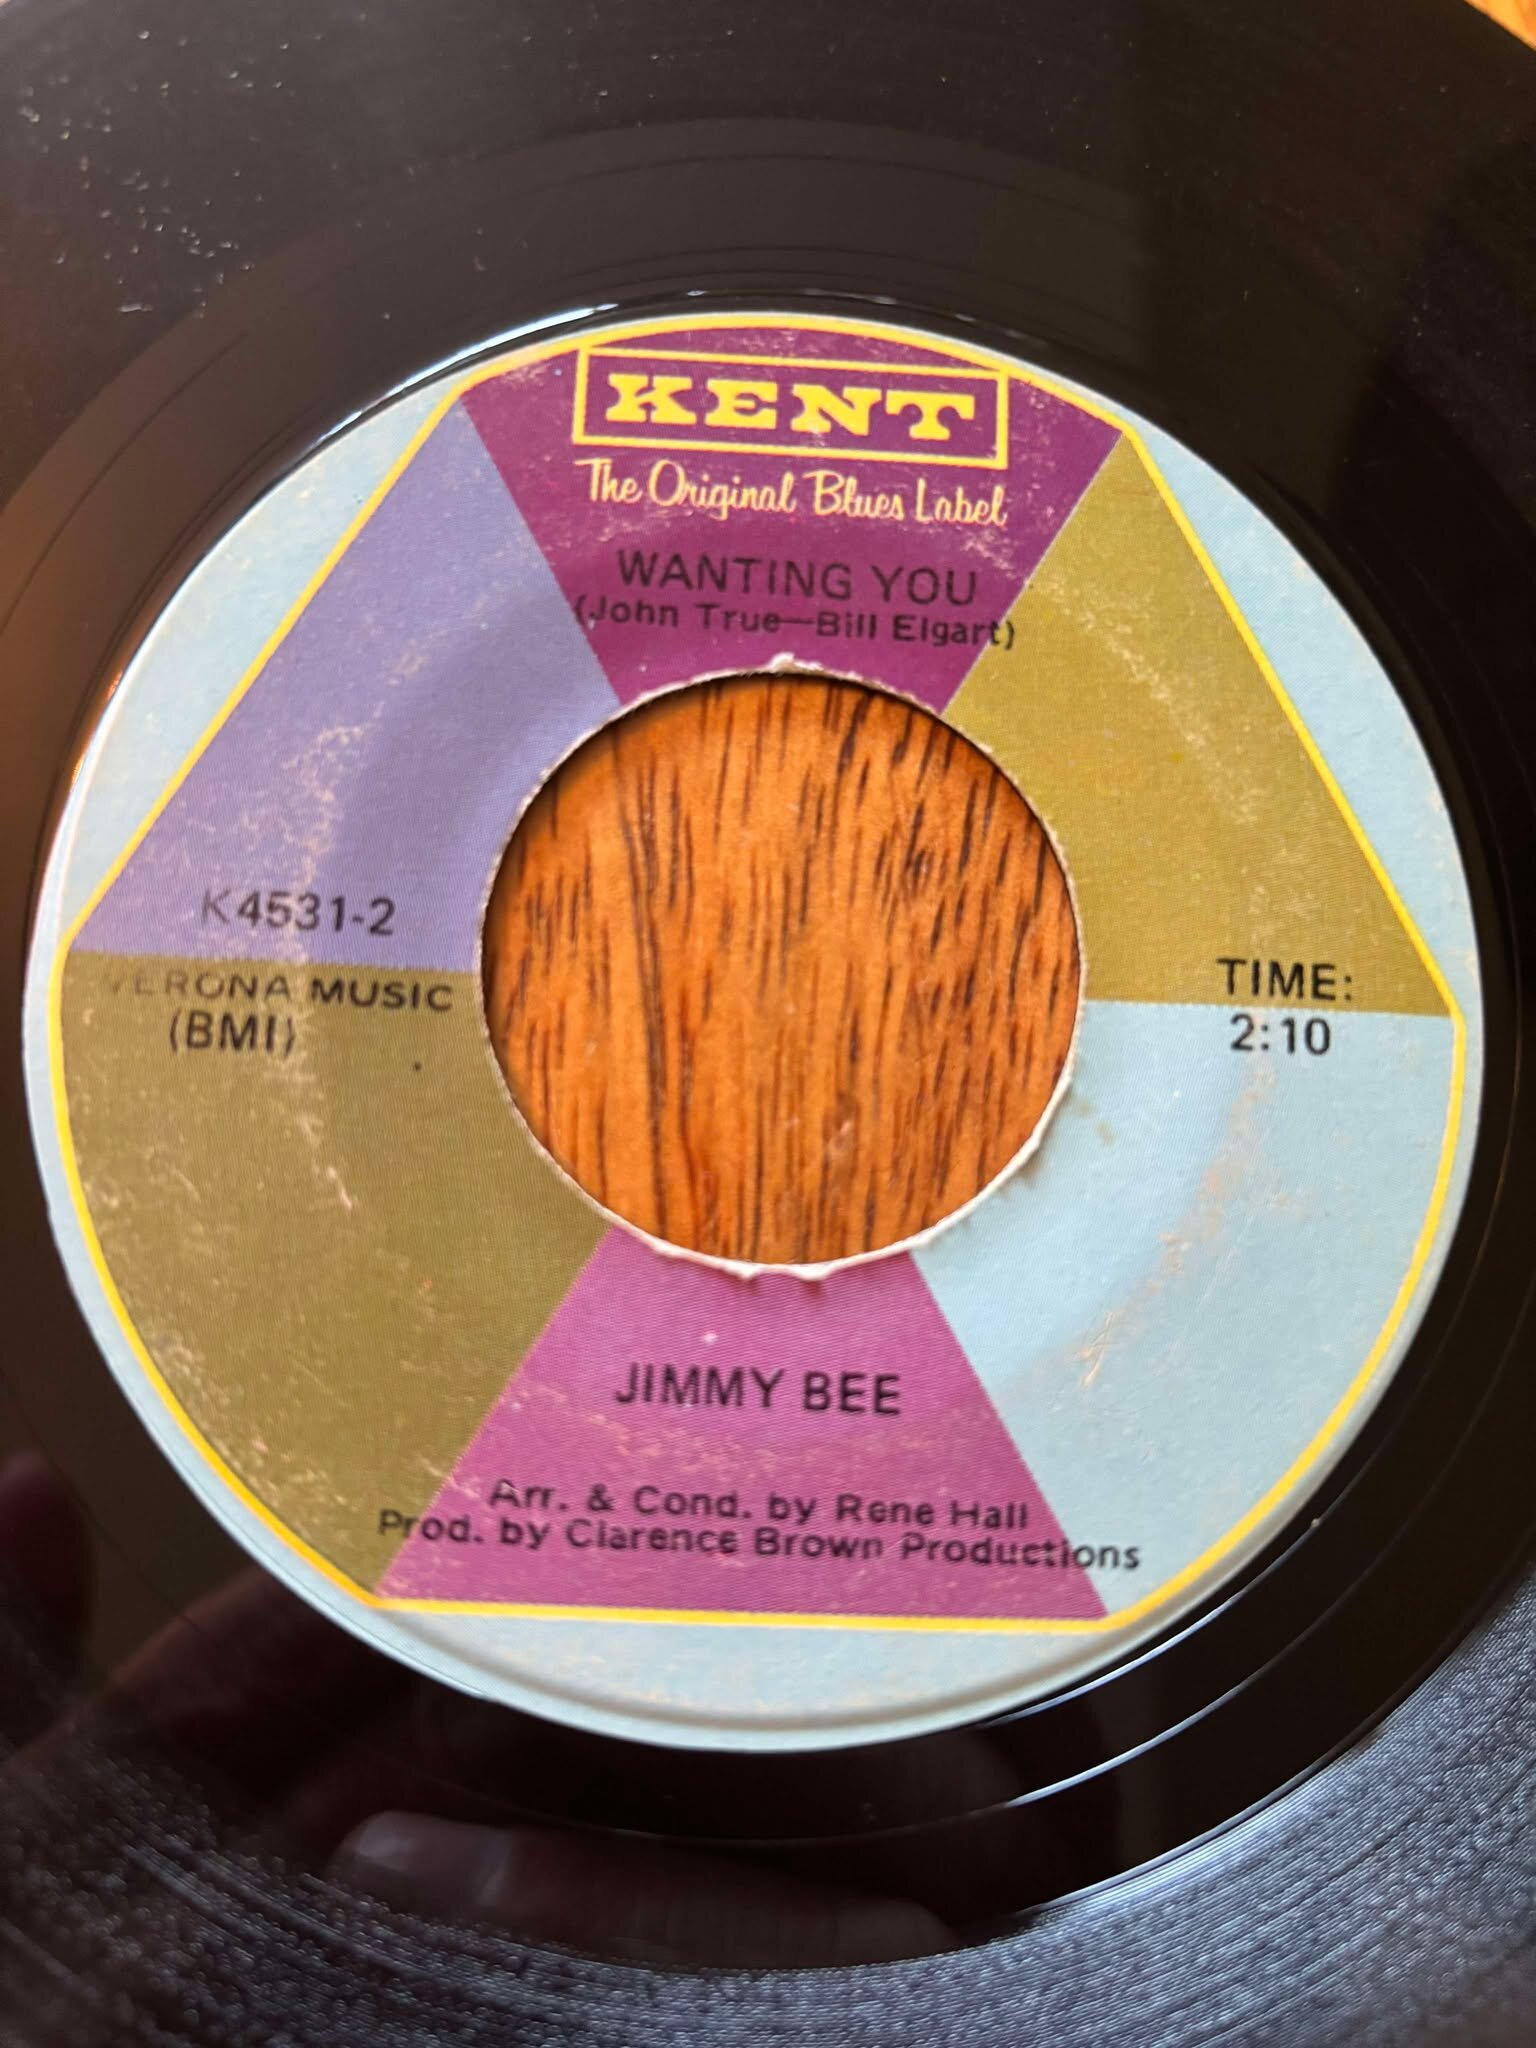 KENT
The Original Blues Label
WANTING YOU
(John True—Bill Elgart)
K4531-2
VERONA MUSIC
(BMI)
TIME:
2:10
JIMMY BEE
Arr. & Cond. by Rene Hall
Prod. by Clarence Brown Productions